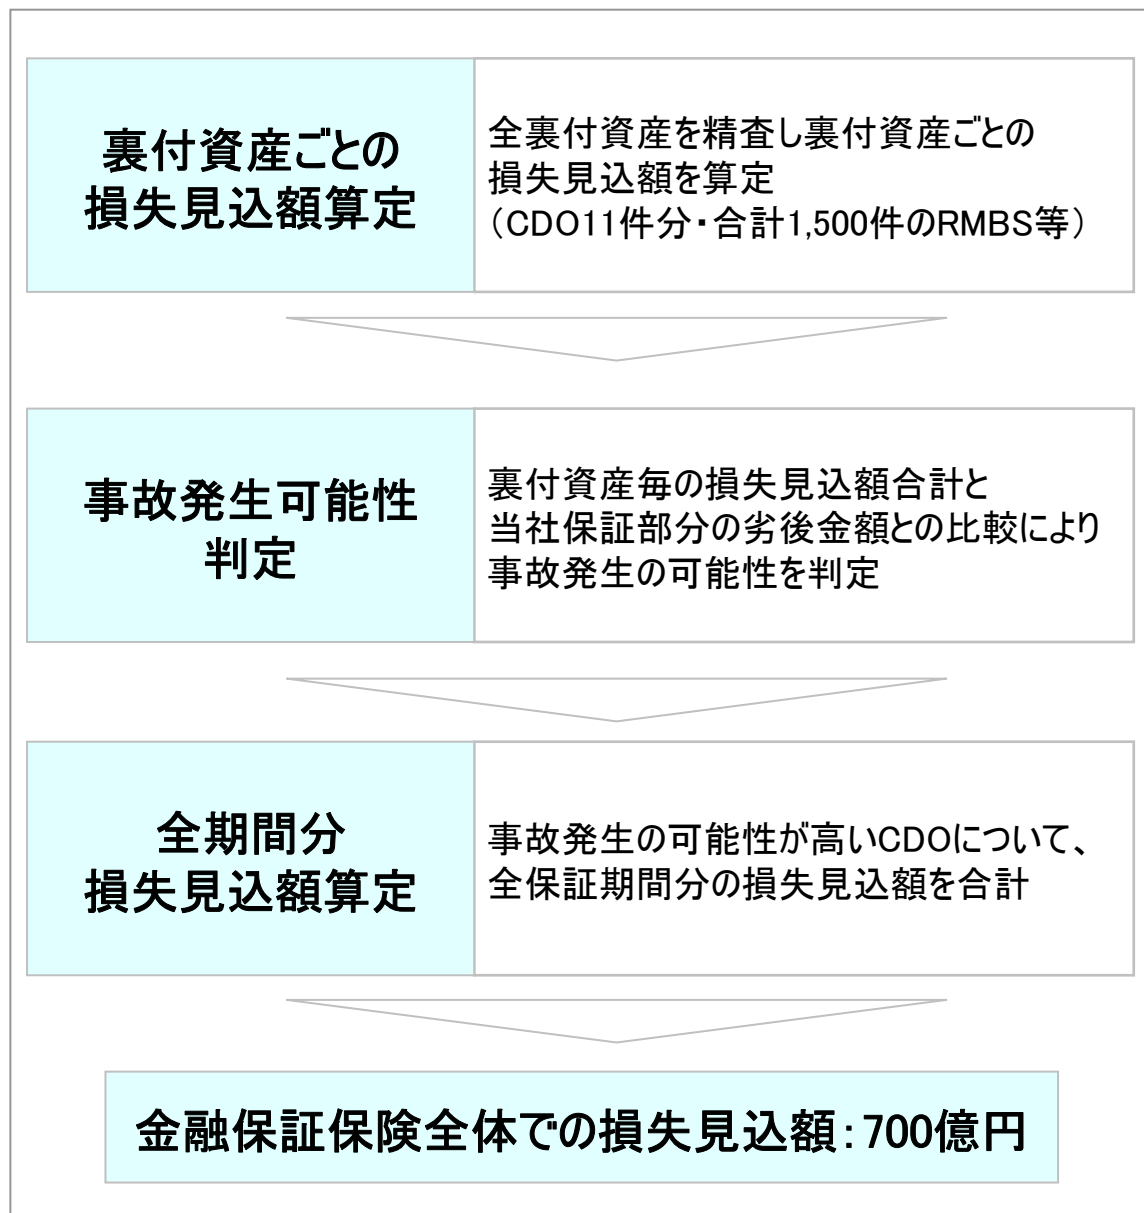 裏付資産ごとの
損失見込額算定
全裏付資産を精査し裏付資産ごとの
損失見込額を算定
（CDO11件分・合計1,500件のRMBS等）
事故発生可能性
判定
裏付資産毎の損失見込額合計と
当社保証部分の劣後金額との比較により
事故発生の可能性を判定
全期間分
損失見込額算定
事故発生の可能性が高いCDOについて、
全保証期間分の損失見込額を合計
金融保証保険全体での損失見込額：700億円